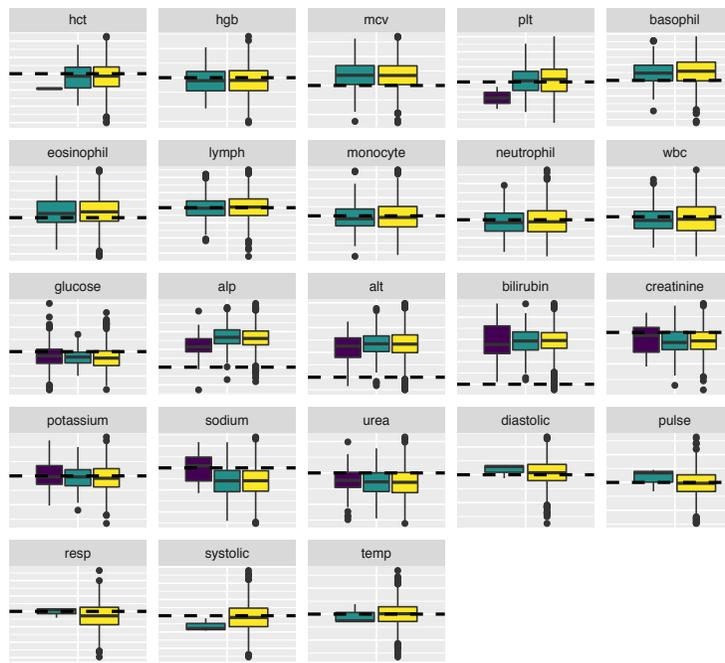 hct hgb mcv plt basophil
eosinophil lymph monocyte neutrophil wbc
glucose alp alt bilirubin creatinine
potassium sodium urea diastolic pulse
resp systolic temp